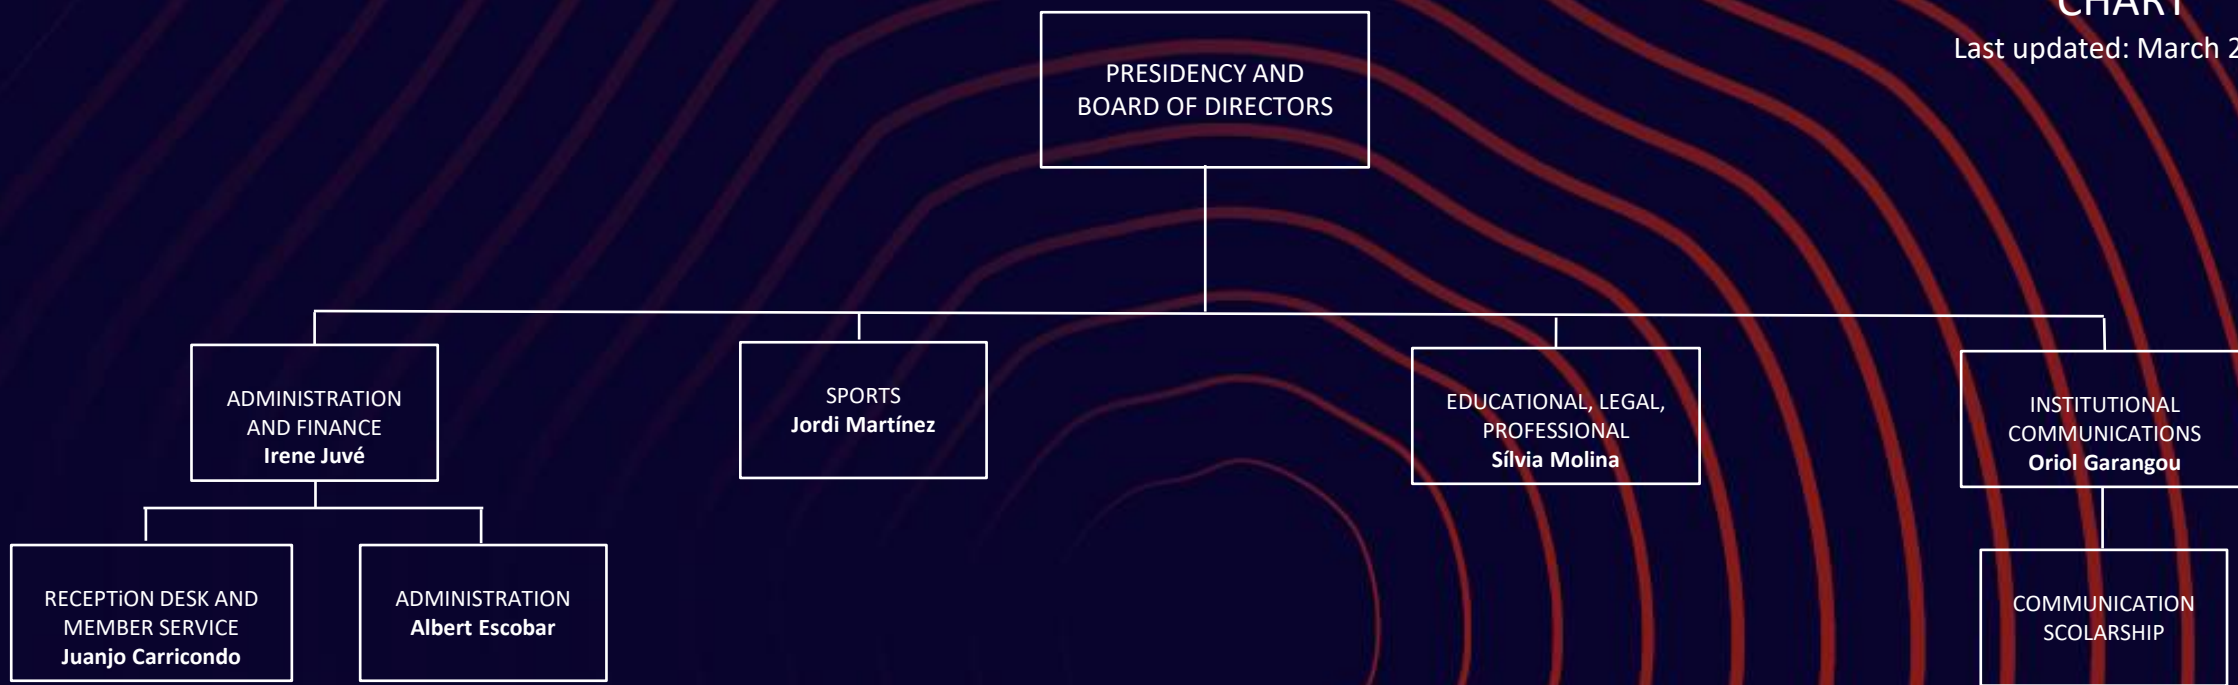 CHART
Last updated: March 2
PRESIDENCY AND
BOARD OF DIRECTORS
ADMINISTRATION
AND FINANCE
Irene Juvé
SPORTS
Jordi Martínez
EDUCATIONAL, LEGAL,
PROFESSIONAL
Sílvia Molina
INSTITUTIONAL
COMMUNICATIONS
Oriol Garangou
RECEPTiON DESK AND
MEMBER SERVICE
Juanjo Carricondo
ADMINISTRATION
Albert Escobar
COMMUNICATION
SCOLARSHIP